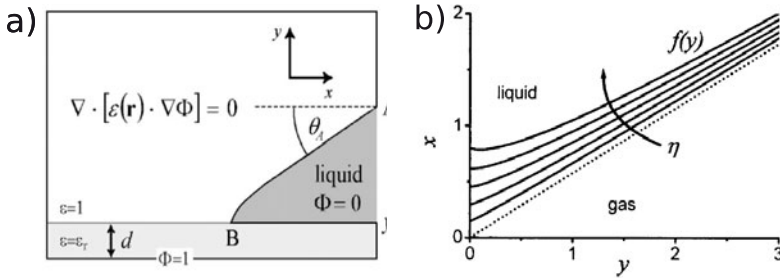 a)
y
x
∇ · [ε(r) · ∇Φ] = 0
θ_A
liquid
Φ = 0
ε=1
B
ε=ε_r
d
Φ=1
b)
2
f(y)
liquid
x
1
η
gas
0
0
1
2
3
y